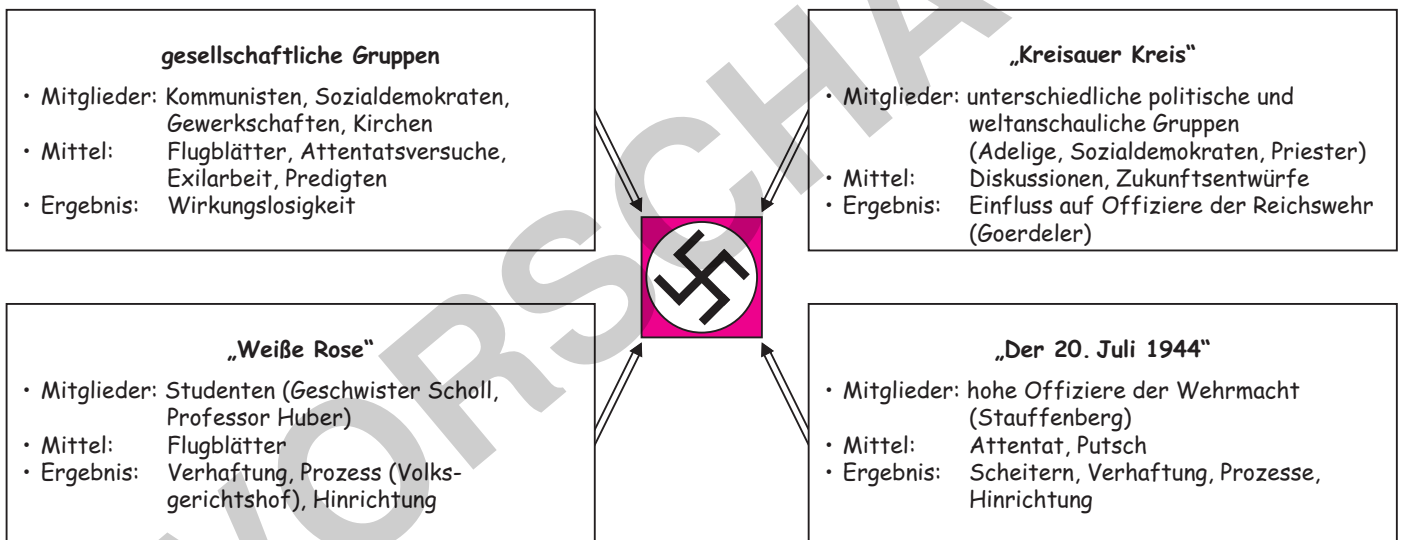 gesellschaftliche Gruppen
• Mitglieder: Kommunisten, Sozialdemokraten,
Gewerkschaften, Kirchen
• Mittel: Flugblätter, Attentatsversuche,
Exilarbeit, Predigten
• Ergebnis: Wirkungslosigkeit
„Kreisauer Kreis“
• Mitglieder: unterschiedliche politische und
weltanschauliche Gruppen
(Adelige, Sozialdemokraten, Priester)
• Mittel: Diskussionen, Zukunftsentwürfe
• Ergebnis: Einfluss auf Offiziere der Reichswehr
(Goerdeler)
„Weiße Rose“
• Mitglieder: Studenten (Geschwister Scholl,
Professor Huber)
• Mittel: Flugblätter
• Ergebnis: Verhaftung, Prozess (Volks-
gerichtshof), Hinrichtung
„Der 20. Juli 1944“
• Mitglieder: hohe Offiziere der Wehrmacht
(Stauffenberg)
• Mittel: Attentat, Putsch
• Ergebnis: Scheitern, Verhaftung, Prozesse,
Hinrichtung
VORSCHA